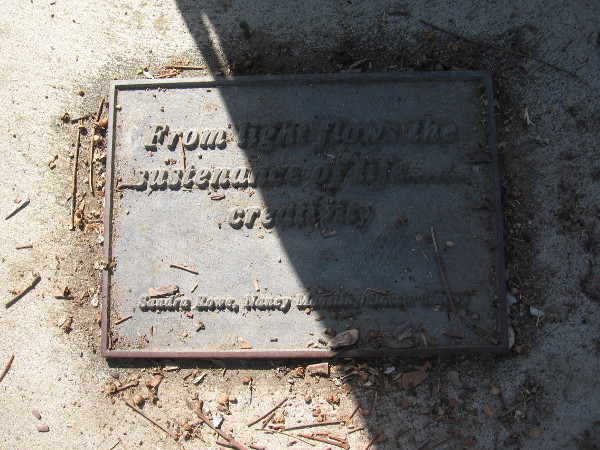 From light flows the
sustenance of life......
creativity
Sandra Rowe, Nancy